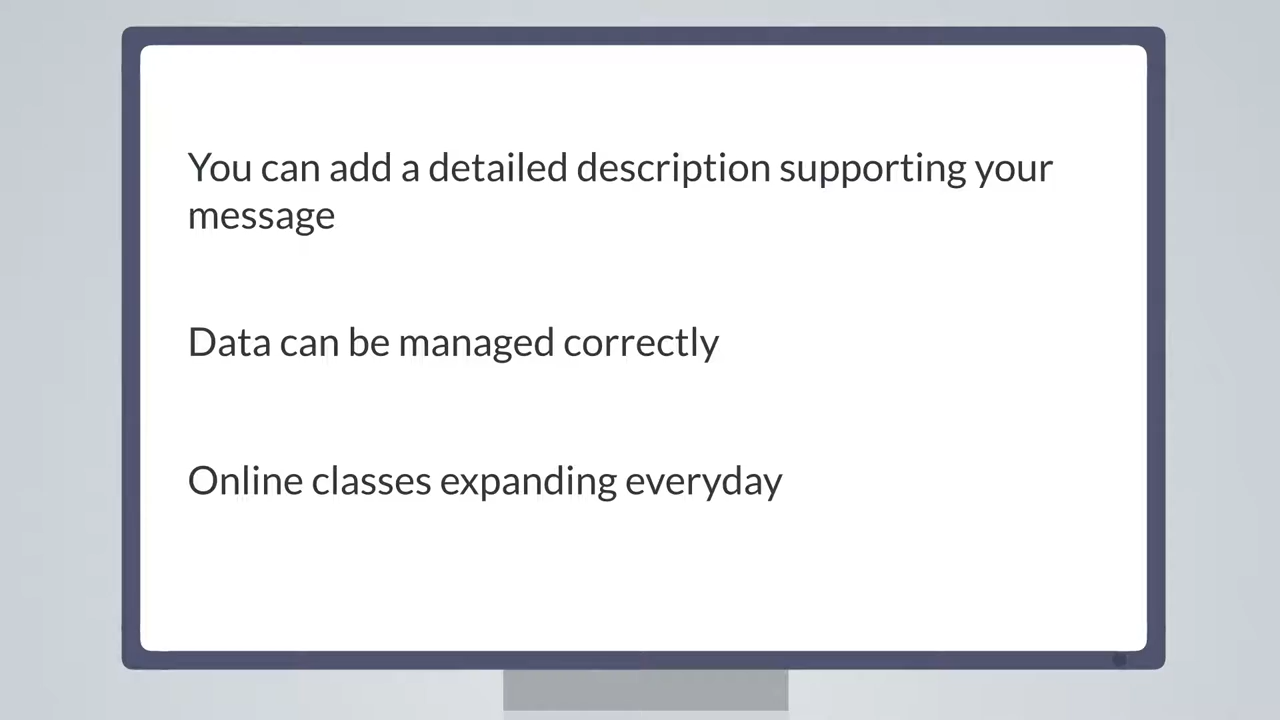 You can add a detailed description supporting your
message
Data can be managed correctly
Online classes expanding everyday